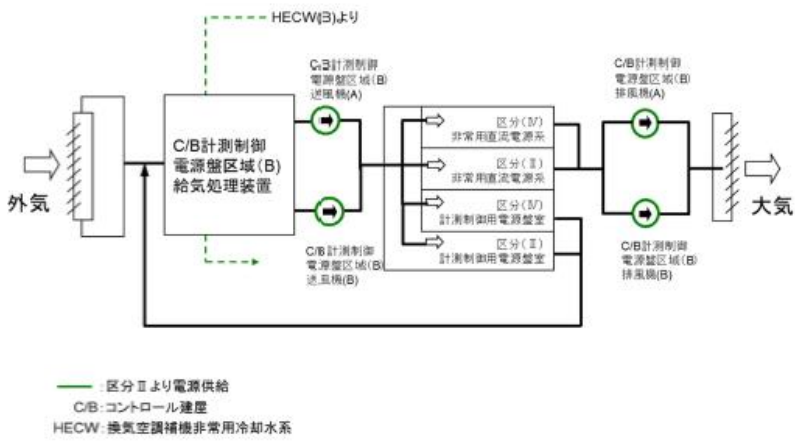 HECW(B)より
C/B計測制御
電源盤区域(B)
送風機(A)
C/B計測制御
電源盤区域(B)
排風機(A)
C/B計測制御
電源盤区域(B)
給気処理装置
区分(Ⅳ)
非常用直流電源系
区分(Ⅱ)
非常用直流電源系
区分(Ⅳ)
計測制御用電源盤室
区分(Ⅱ)
計測制御用電源盤室
外気
大気
C/B計測制御
電源盤区域(B)
送風機(B)
C/B計測制御
電源盤区域(B)
排風機(B)
:区分Ⅱより電源供給
C/B:コントロール建屋
HECW:換気空調補機非常用冷却水系